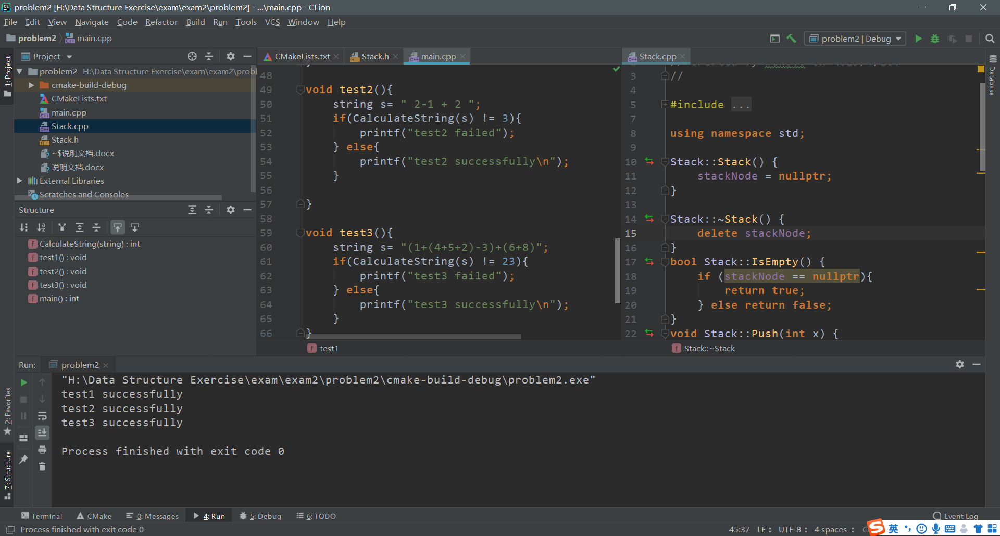 problem2 [H:\Data Structure Exercise\exam\exam2\problem2] - ...\main.cpp - CLion
File Edit View Navigate Code Refactor Build Run Tools VCS Window Help
problem2 main.cpp problem2 | Debug
1: Project
Project
problem2 H:\Data Structure Exercise\exam\exam2\probl
cmake-build-debug
CMakeLists.txt
main.cpp
Stack.cpp
Stack.h
~$说明文档.docx
说明文档.docx
External Libraries
Scratches and Consoles
Structure
CalculateString(string) : int
test1() : void
test2() : void
test3() : void
main() : int
CMakeLists.txt Stack.h main.cpp
48
49 void test2(){
50 string s= " 2-1 + 2 ";
51 if(CalculateString(s) != 3){
52 printf("test2 failed");
53 } else{
54 printf("test2 successfully\n");
55 }
56
57 }
58
59 void test3(){
60 string s= "(1+(4+5+2)-3)+(6+8)";
61 if(CalculateString(s) != 23){
62 printf("test3 failed");
63 } else{
64 printf("test3 successfully\n");
65 }
66 }
test1
Stack.cpp
3 //
4
5 #include ...
7
8 using namespace std;
9
10 Stack::Stack() {
11 stackNode = nullptr;
12 }
13
14 Stack::~Stack() {
15 delete stackNode;
16 }
17 bool Stack::IsEmpty() {
18 if (stackNode == nullptr){
19 return true;
20 } else return false;
21 }
22 void Stack::Push(int x) {
Stack::~Stack
Database
Run: problem2
"H:\Data Structure Exercise\exam\exam2\problem2\cmake-build-debug\problem2.exe"
test1 successfully
test2 successfully
test3 successfully
Process finished with exit code 0
2: Favorites
7: Structure
Terminal CMake 0: Messages 4: Run 5: Debug 6: TODO Event Log
Process finished with exit code 0 45:37 LF UTF-8 4 spaces
S 英